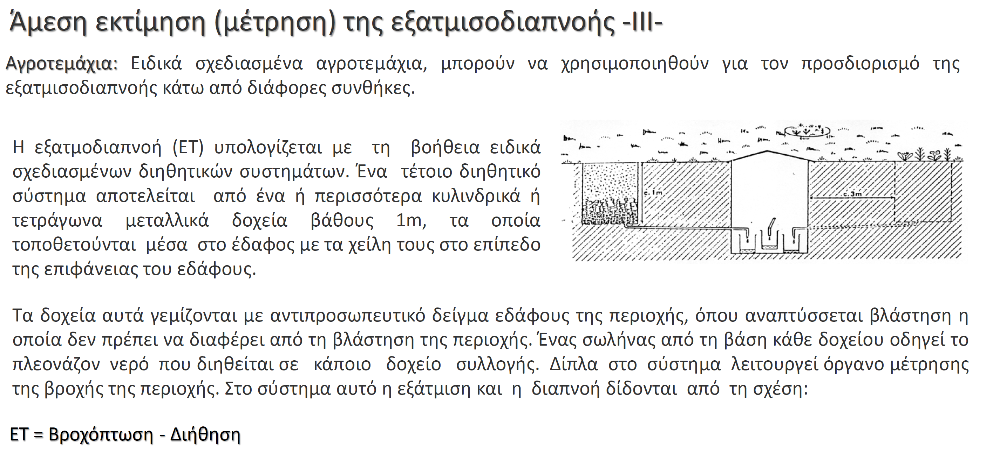 Άμεση εκτίμηση (μέτρηση) της εξατμισοδιαπνοής -III-
Αγροτεμάχια: Ειδικά σχεδιασμένα αγροτεμάχια, μπορούν να χρησιμοποιηθούν για τον προσδιορισμό της
εξατμισοδιαπνοής κάτω από διάφορες συνθήκες.
Η εξατμοδιαπνοή (ET) υπολογίζεται με τη βοήθεια ειδικά
σχεδιασμένων διηθητικών συστημάτων. Ένα τέτοιο διηθητικό
σύστημα αποτελείται από ένα ή περισσότερα κυλινδρικά ή
τετράγωνα μεταλλικά δοχεία βάθους 1m, τα οποία
τοποθετούνται μέσα στο έδαφος με τα χείλη τους στο επίπεδο
της επιφάνειας του εδάφους.
c. 1m
c. 3m
Τα δοχεία αυτά γεμίζονται με αντιπροσωπευτικό δείγμα εδάφους της περιοχής, όπου αναπτύσσεται βλάστηση η
οποία δεν πρέπει να διαφέρει από τη βλάστηση της περιοχής. Ένας σωλήνας από τη βάση κάθε δοχείου οδηγεί το
πλεονάζον νερό που διηθείται σε κάποιο δοχείο συλλογής. Δίπλα στο σύστημα λειτουργεί όργανο μέτρησης
της βροχής της περιοχής. Στο σύστημα αυτό η εξάτμιση και η διαπνοή δίδονται από τη σχέση:
ET = Βροχόπτωση - Διήθηση